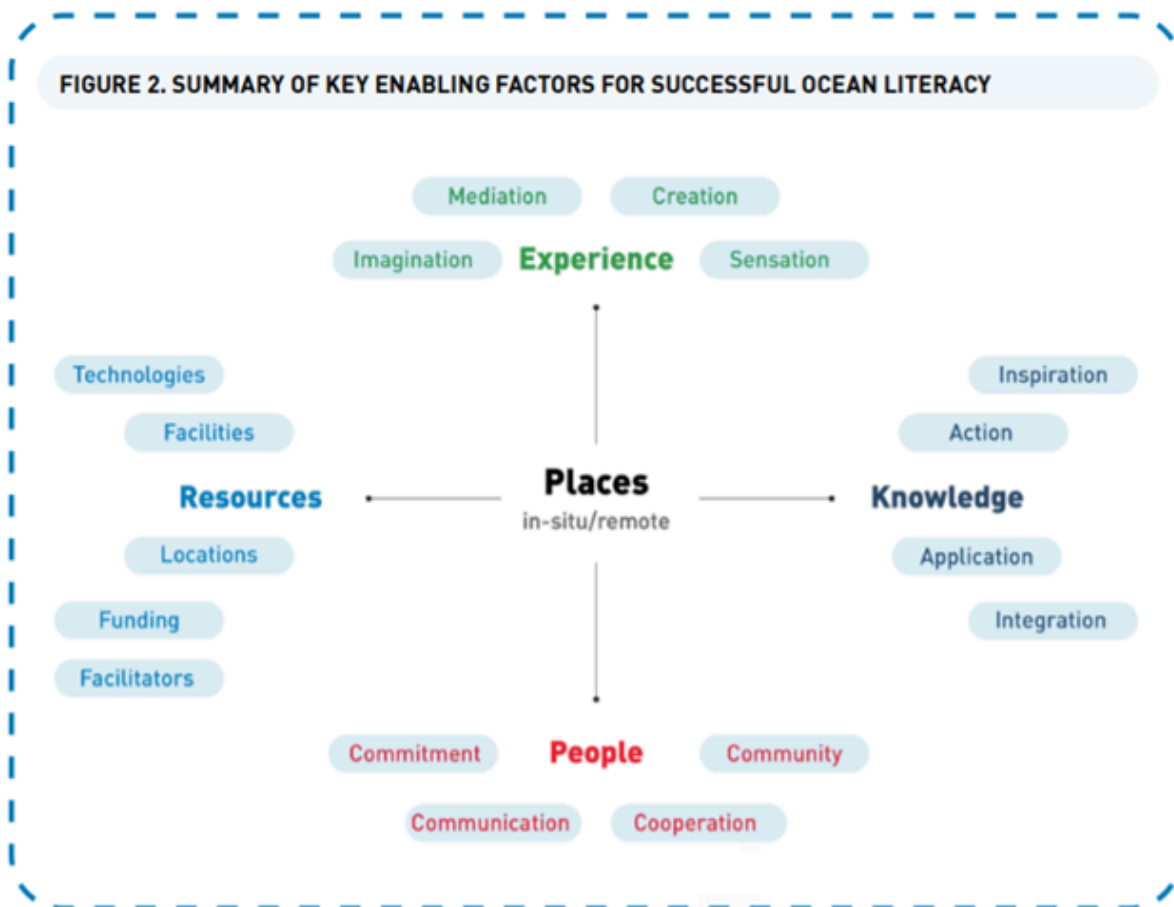 FIGURE 2. SUMMARY OF KEY ENABLING FACTORS FOR SUCCESSFUL OCEAN LITERACY
Mediation
Creation
Imagination
Experience
Sensation
Technologies
Facilities
Resources
Locations
Funding
Facilitators
Places
in-situ/remote
Inspiration
Action
Knowledge
Application
Integration
Commitment
People
Community
Communication
Cooperation